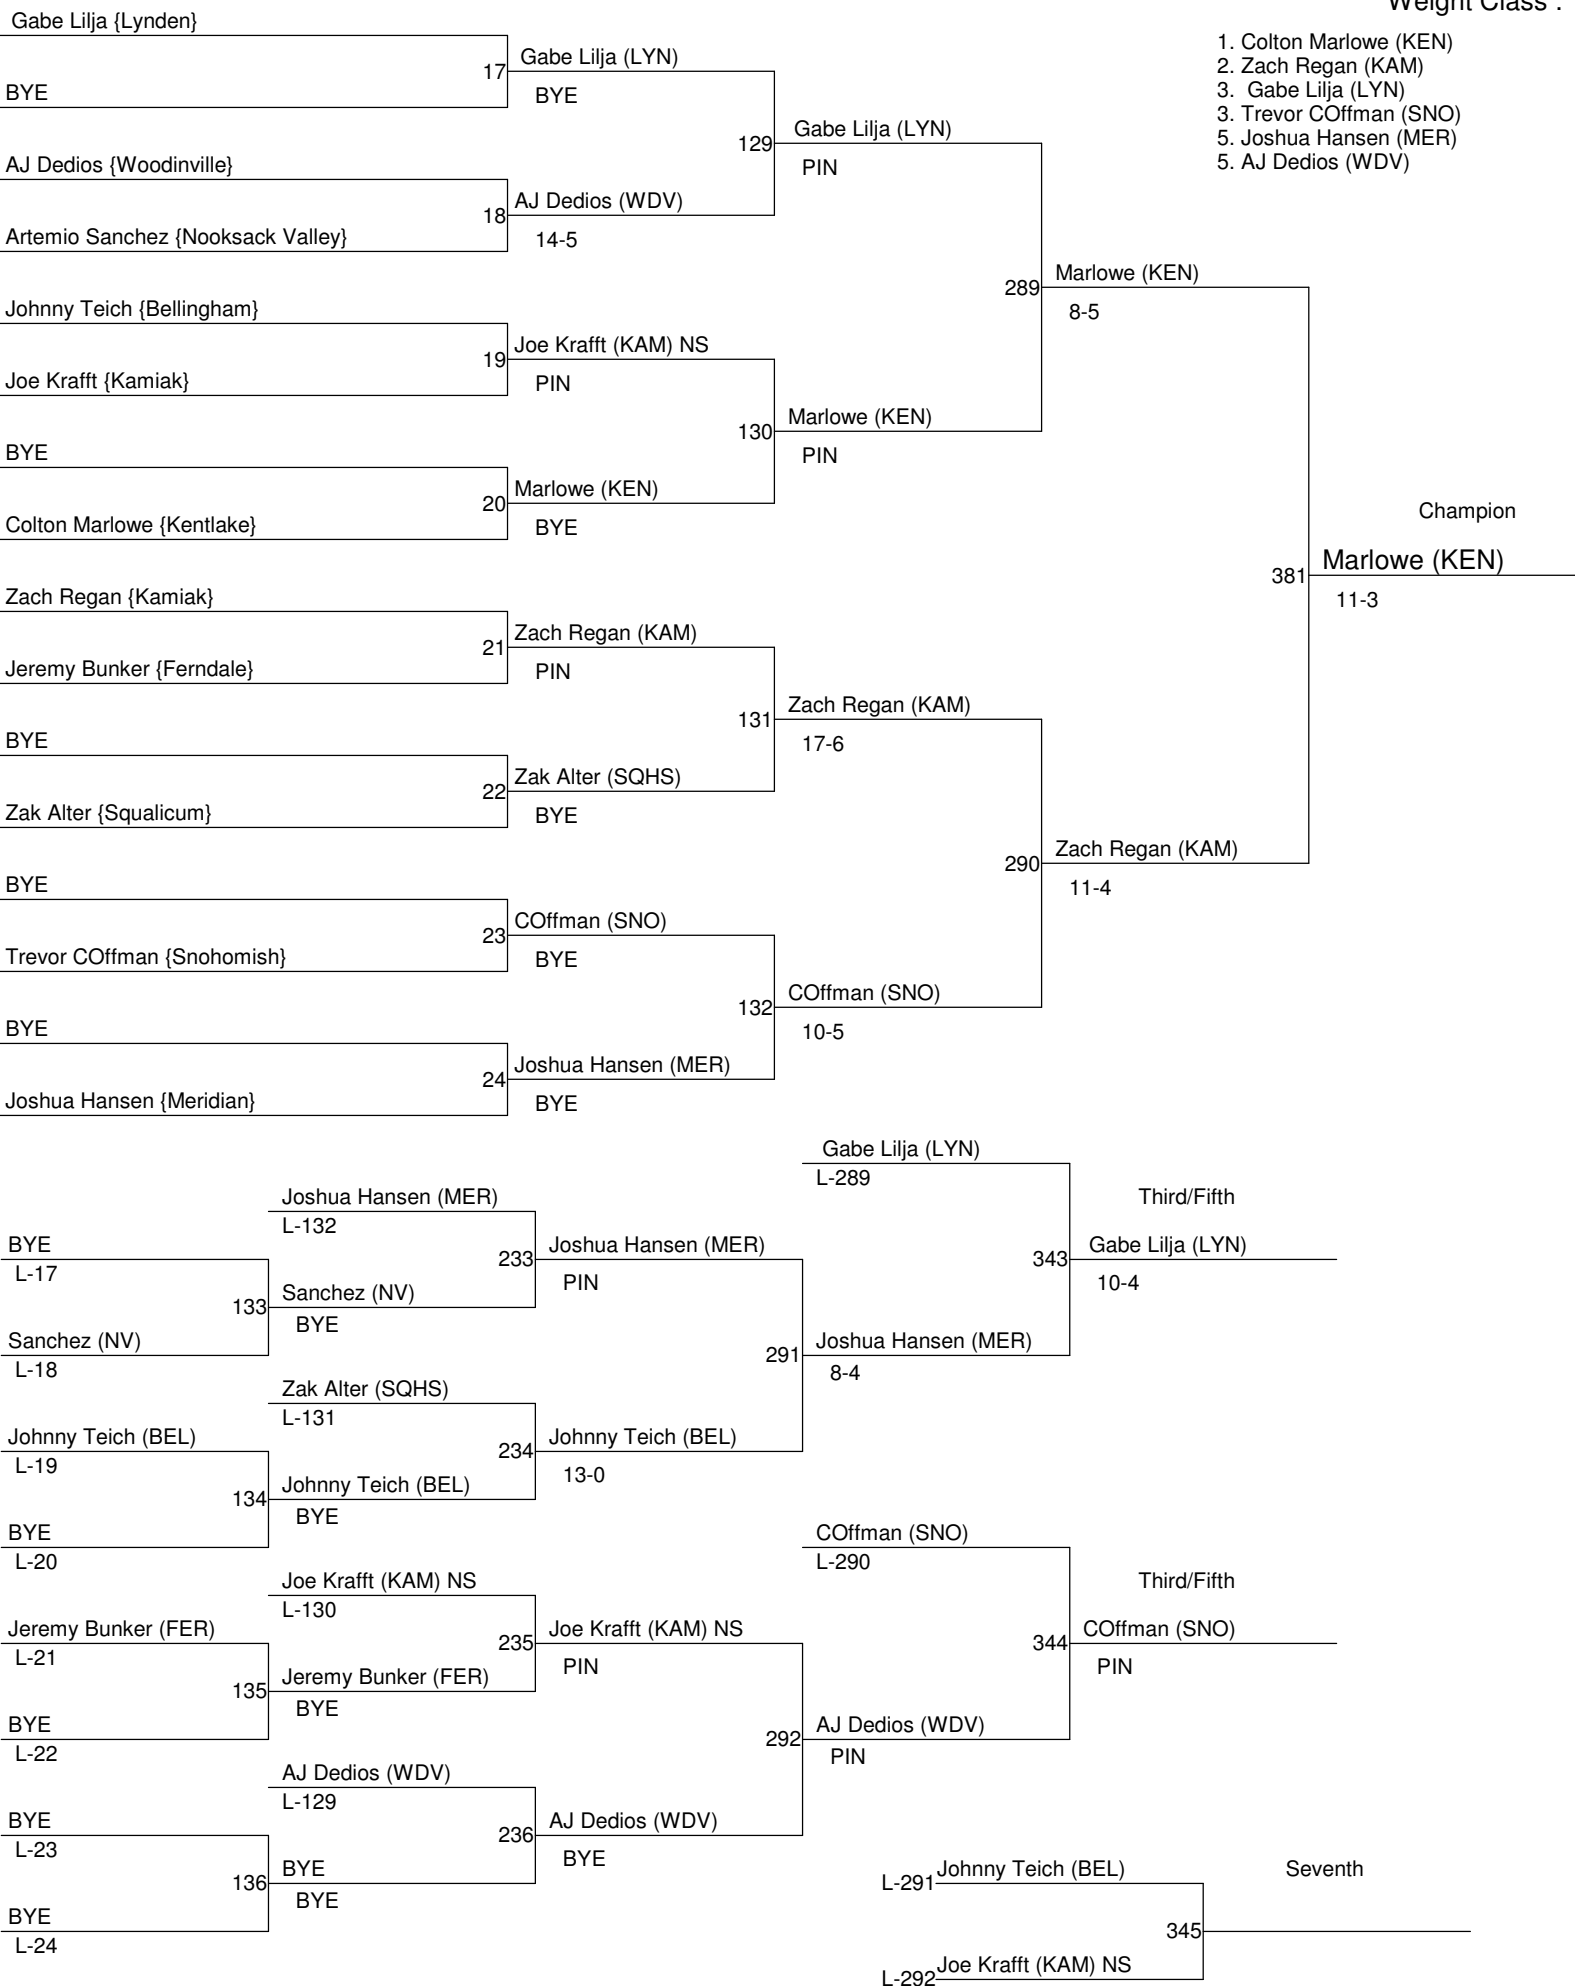 Weight Class :
1. Colton Marlowe (KEN)
2. Zach Regan (KAM)
3. Gabe Lilja (LYN)
3. Trevor COffman (SNO)
5. Joshua Hansen (MER)
5. AJ Dedios (WDV)
Gabe Lilja {Lynden}
17 Gabe Lilja (LYN)
BYE
BYE
129 Gabe Lilja (LYN)
PIN
AJ Dedios {Woodinville}
18 AJ Dedios (WDV)
Artemio Sanchez {Nooksack Valley}
14-5
289 Marlowe (KEN)
8-5
Johnny Teich {Bellingham}
19 Joe Krafft (KAM) NS
Joe Krafft {Kamiak}
PIN
130 Marlowe (KEN)
PIN
BYE
20 Marlowe (KEN)
Colton Marlowe {Kentlake}
BYE
Champion
381 Marlowe (KEN)
11-3
Zach Regan {Kamiak}
21 Zach Regan (KAM)
Jeremy Bunker {Ferndale}
PIN
131 Zach Regan (KAM)
17-6
BYE
22 Zak Alter (SQHS)
Zak Alter {Squalicum}
BYE
290 Zach Regan (KAM)
11-4
BYE
23 COffman (SNO)
Trevor COffman {Snohomish}
BYE
132 COffman (SNO)
10-5
BYE
24 Joshua Hansen (MER)
Joshua Hansen {Meridian}
BYE
Gabe Lilja (LYN)
L-289
Third/Fifth
Joshua Hansen (MER)
L-132
BYE
L-17
233 Joshua Hansen (MER)
PIN
343 Gabe Lilja (LYN)
10-4
133 Sanchez (NV)
BYE
Sanchez (NV)
L-18
291 Joshua Hansen (MER)
8-4
Zak Alter (SQHS)
L-131
Johnny Teich (BEL)
L-19
234 Johnny Teich (BEL)
13-0
134 Johnny Teich (BEL)
BYE
BYE
L-20
COffman (SNO)
L-290
Third/Fifth
Joe Krafft (KAM) NS
L-130
Jeremy Bunker (FER)
L-21
235 Joe Krafft (KAM) NS
PIN
344 COffman (SNO)
PIN
135 Jeremy Bunker (FER)
BYE
BYE
L-22
292 AJ Dedios (WDV)
PIN
AJ Dedios (WDV)
L-129
BYE
L-23
236 AJ Dedios (WDV)
BYE
136 BYE
BYE
BYE
L-24
L-291 Johnny Teich (BEL)
Seventh
345
L-292 Joe Krafft (KAM) NS